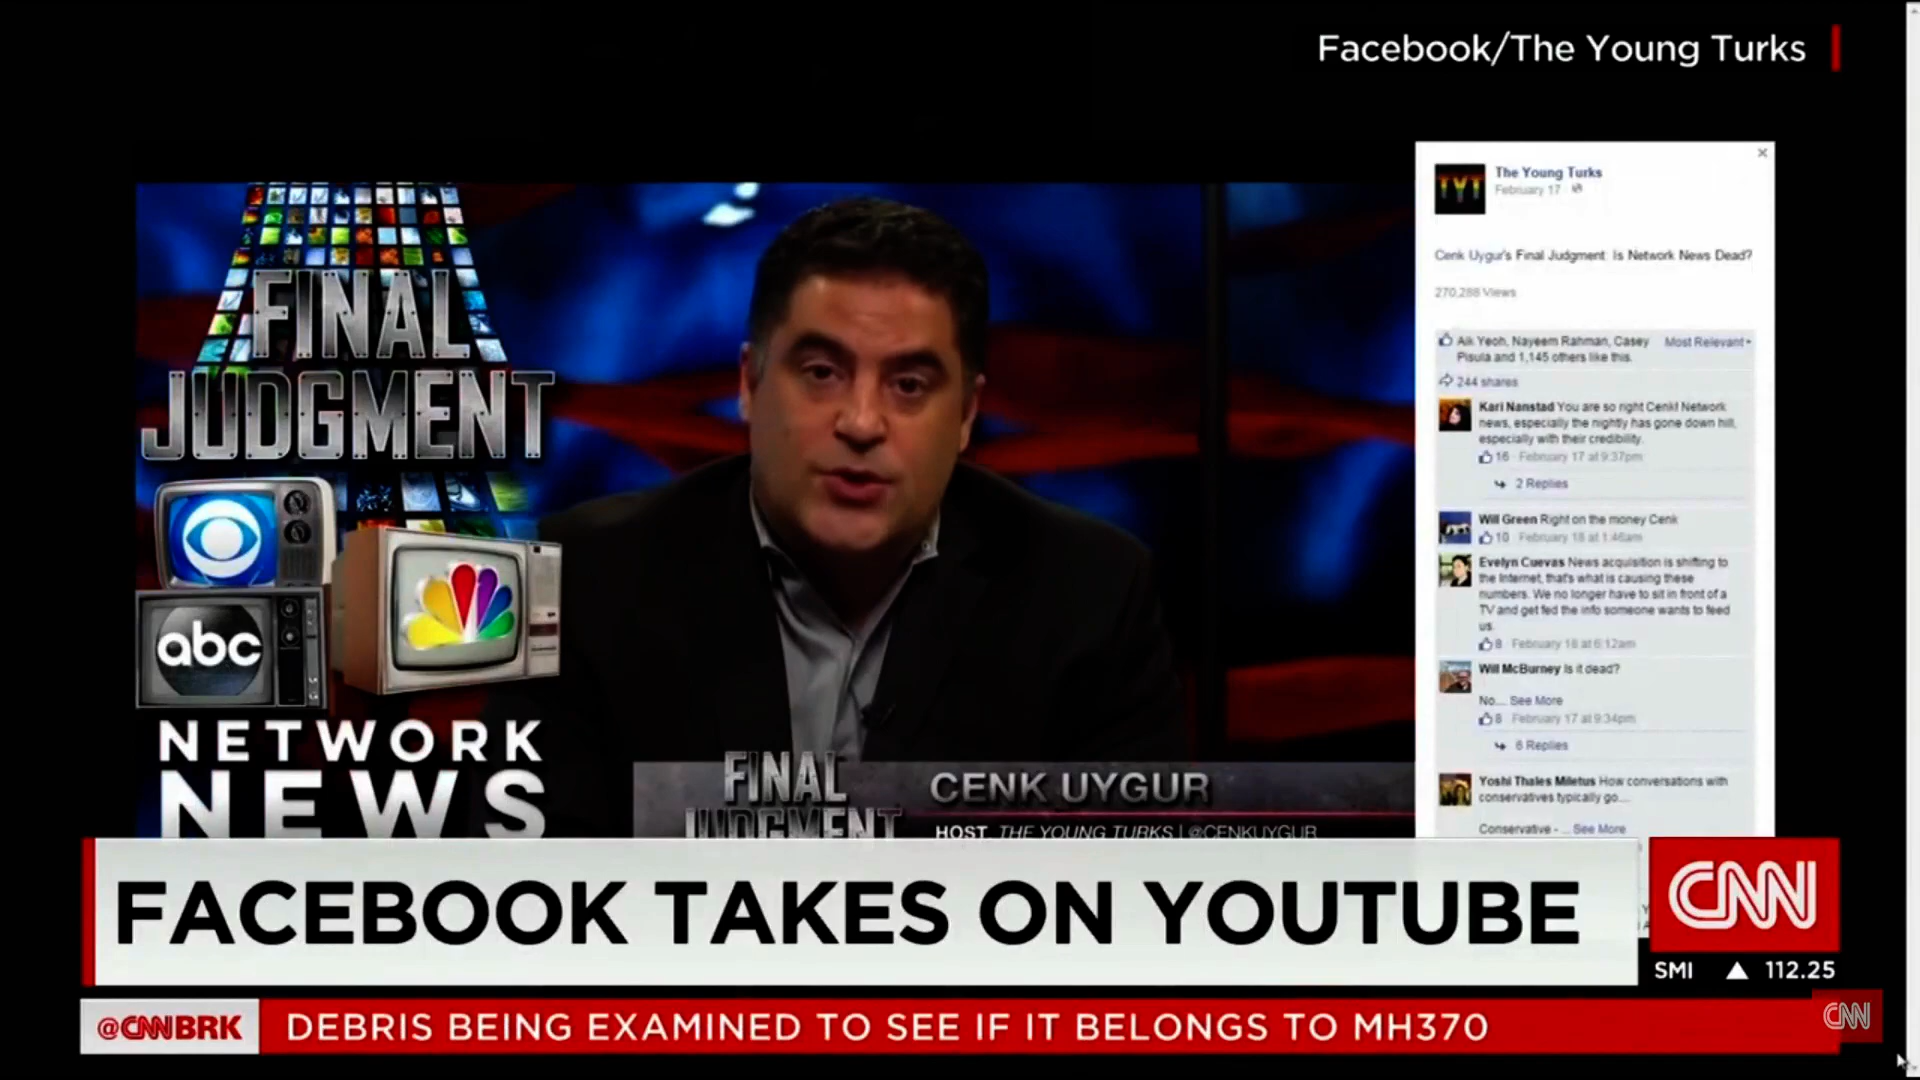 Facebook/The Young Turks
FINAL
JUDGMENT
abc
NETWORK
NEWS
FINAL
JUDGMENT
CENK UYGUR
HOST, THE YOUNG TURKS | @CENKUYGUR
TYT
The Young Turks
February 17
Cenk Uygur's Final Judgment: Is Network News Dead?
270,288 Views
Aik Yeoh, Nayeem Rahman, Casey
Pisula and 1,145 others like this.
Most Relevant
244 shares
Kari Nanstad You are so right Cenk! Network
news, especially the nightly has gone down hill,
especially with their credibility.
16 · February 17 at 9:37pm
2 Replies
Will Green Right on the money Cenk
10 · February 18 at 1:46am
Evelyn Cuevas News acquisition is shifting to
the Internet, that's what is causing these
numbers. We no longer have to sit in front of a
TV and get fed the info someone wants to feed
us.
8 · February 18 at 6:12am
Will McBurney Is it dead?
No.... See More
8 · February 17 at 9:34pm
6 Replies
Yoshi Thales Miletus How conversations with
conservatives typically go....
Conservative - ... See More
FACEBOOK TAKES ON YOUTUBE
CNN
SMI ▲ 112.25
@CNNBRK DEBRIS BEING EXAMINED TO SEE IF IT BELONGS TO MH370
CNN